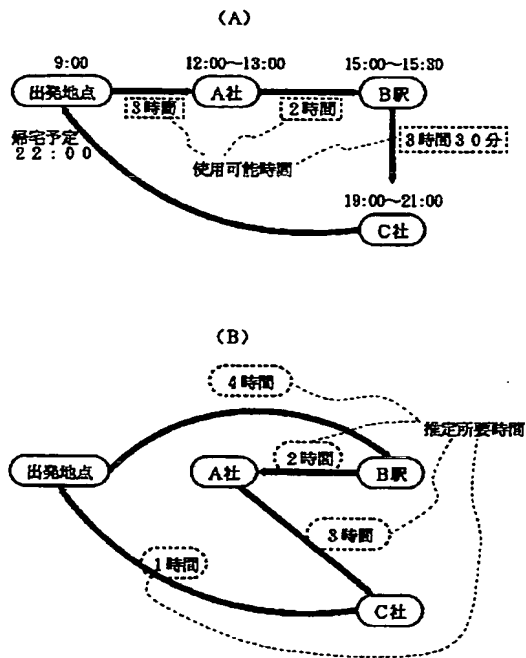 (A)
9:00
12:00~13:00
15:00~15:30
出発地点
A社
B駅
3時間
2時間
帰宅予定
22:00
使用可能時間
3時間30分
19:00~21:00
C社
(B)
4時間
推定所要時間
出発地点
A社
2時間
B駅
3時間
1時間
C社